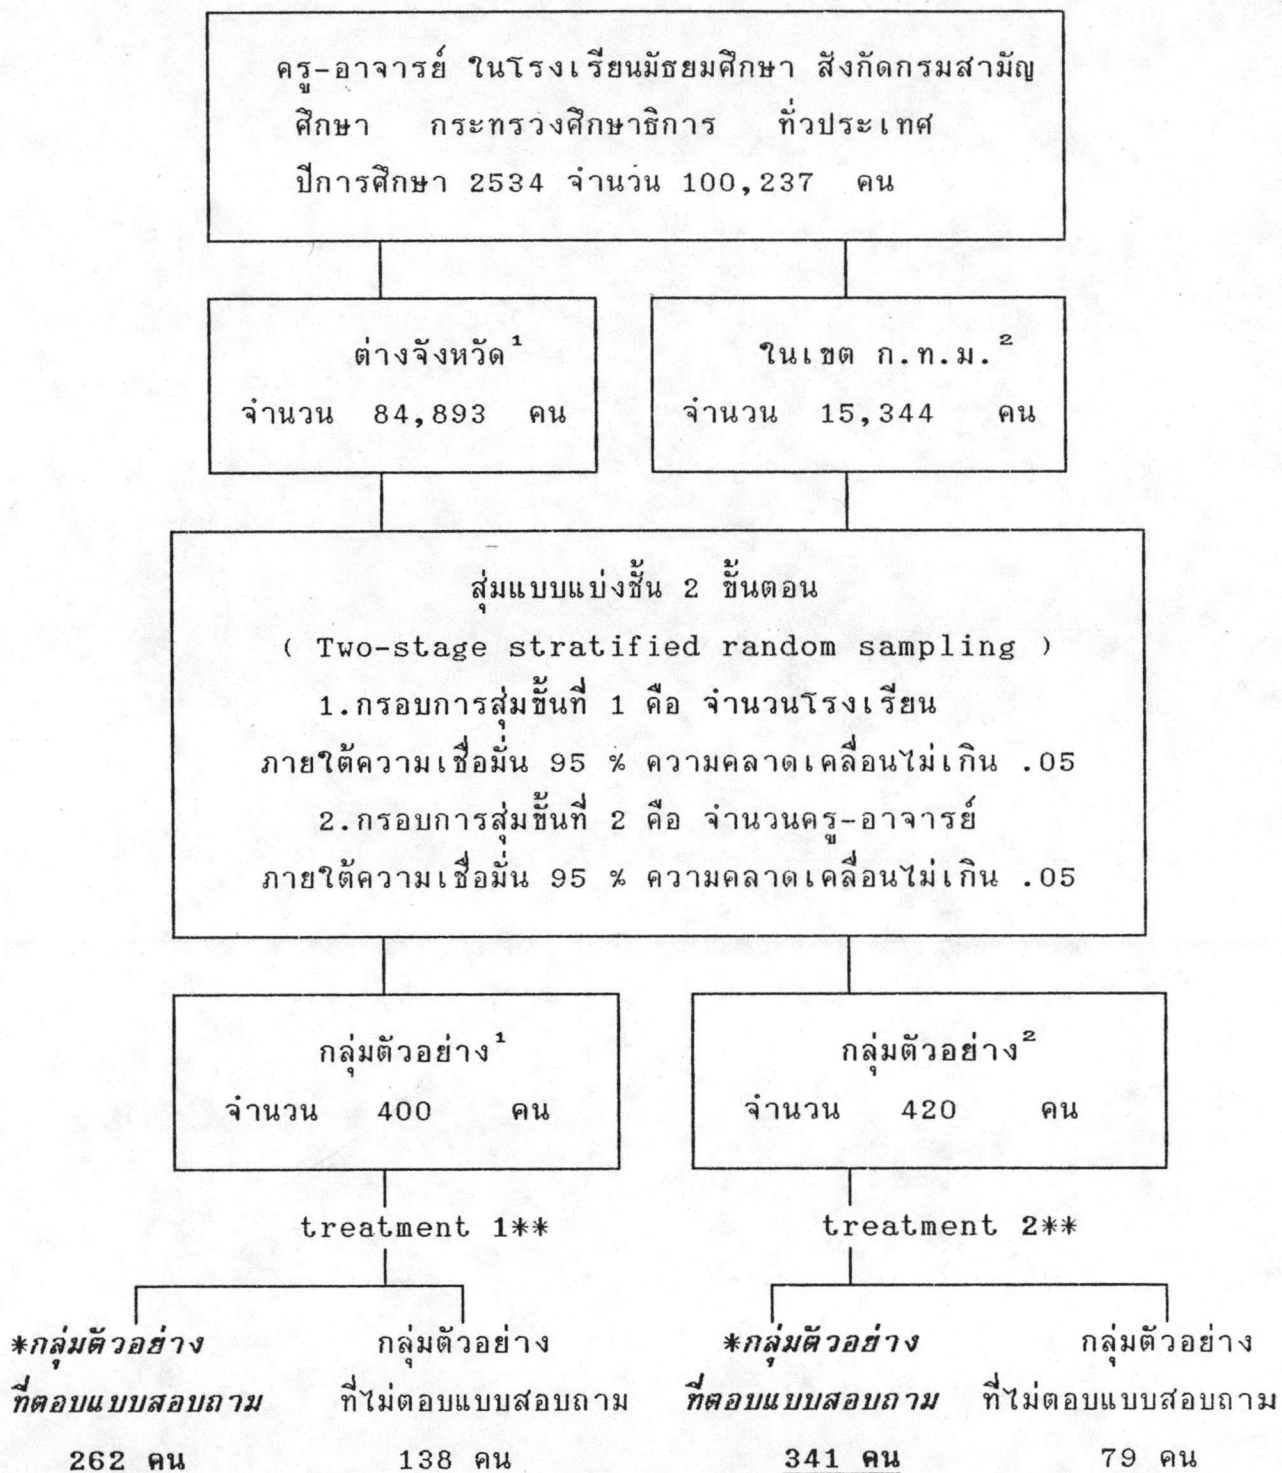 ครู-อาจารย์ ในโรงเรียนมัธยมศึกษา สังกัดกรมสามัญ
ศึกษา กระทรวงศึกษาธิการ ทั่วประเทศ
ปีการศึกษา 2534 จำนวน 100,237 คน
ต่างจังหวัด¹
จำนวน 84,893 คน
ในเขต ก.ท.ม.²
จำนวน 15,344 คน
สุ่มแบบแบ่งชั้น 2 ขั้นตอน
( Two-stage stratified random sampling )
1.กรอบการสุ่มขั้นที่ 1 คือ จำนวนโรงเรียน
ภายใต้ความเชื่อมั่น 95 % ความคลาดเคลื่อนไม่เกิน .05
2.กรอบการสุ่มขั้นที่ 2 คือ จำนวนครู-อาจารย์
ภายใต้ความเชื่อมั่น 95 % ความคลาดเคลื่อนไม่เกิน .05
กลุ่มตัวอย่าง¹
จำนวน 400 คน
กลุ่มตัวอย่าง²
จำนวน 420 คน
treatment 1**
treatment 2**
*กลุ่มตัวอย่าง
ที่ตอบแบบสอบถาม
262 คน
กลุ่มตัวอย่าง
ที่ไม่ตอบแบบสอบถาม
138 คน
*กลุ่มตัวอย่าง
ที่ตอบแบบสอบถาม
341 คน
กลุ่มตัวอย่าง
ที่ไม่ตอบแบบสอบถาม
79 คน